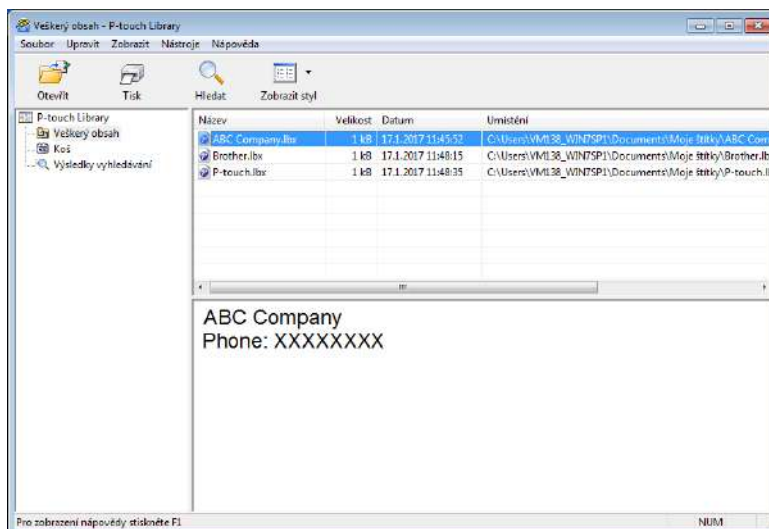 Veškerý obsah - P-touch Library
Soubor Upravit Zobrazit Nástroje Nápověda
Otevřít Tisk Hledat Zobrazit styl
P-touch Library
Veškerý obsah
Koš
Výsledky vyhledávání
Název Velikost Datum Umístění
ABC Company.lbx 1 kB 17.1.2017 11:45:52 C:\Users\VM138_WIN7SP1\Documents\Moje štítky\ABC Com
Brother.lbx 1 kB 17.1.2017 11:48:15 C:\Users\VM138_WIN7SP1\Documents\Moje štítky\Brother.lb
P-touch.lbx 1 kB 17.1.2017 11:48:35 C:\Users\VM138_WIN7SP1\Documents\Moje štítky\P-touch.l
ABC Company
Phone: XXXXXXXX
Pro zobrazení nápovědy stiskněte F1 NUM